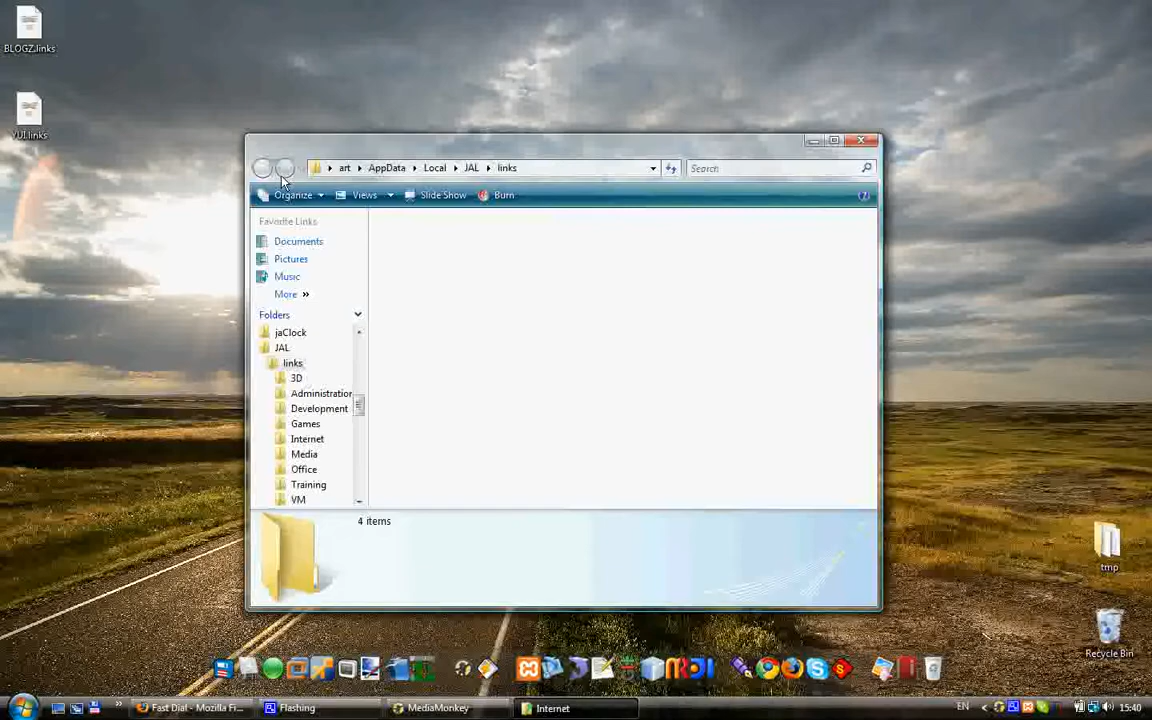 BLOGZ.links
YUI.links
art
AppData
Local
JAL
links
Search
Organize
Views
Slide Show
Burn
Favorite Links
Documents
Pictures
Music
More »
Folders
jaClock
JAL
links
3D
Administration
Development
Games
Internet
Media
Office
Training
VM
4 items
tmp
Recycle Bin
Fast Dial - Mozilla Fi...
Flashing
MediaMonkey
Internet
EN
15:40